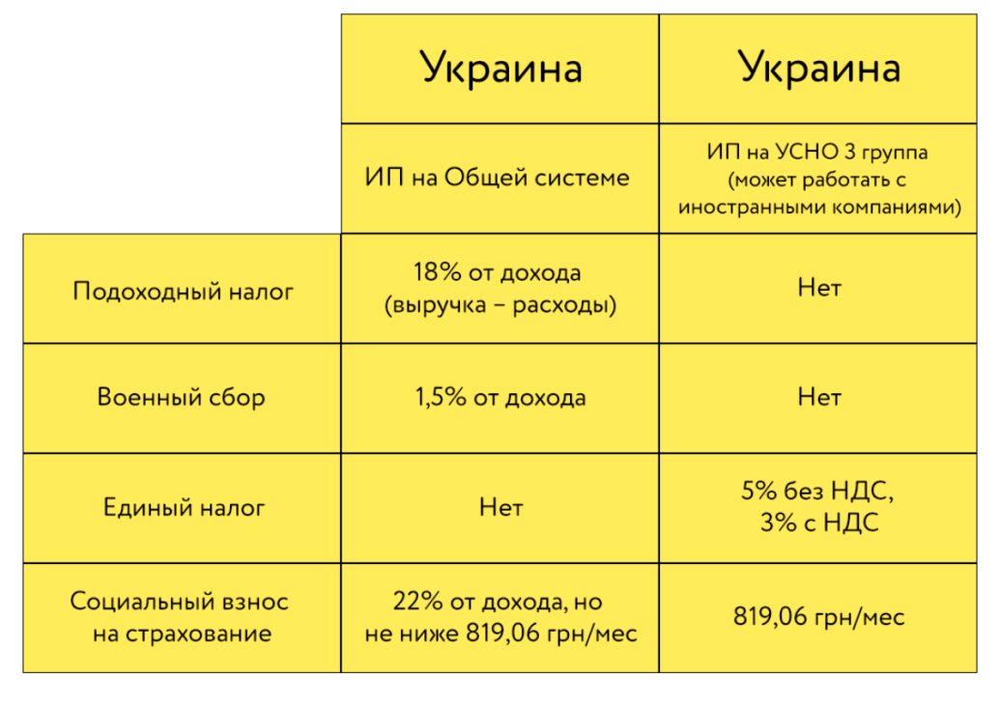 Украина
Украина
ИП на Общей системе
ИП на УСНО 3 группа
(может работать с
иностранными компаниями)
Подоходный налог
18% от дохода
(выручка – расходы)
Нет
Военный сбор
1,5% от дохода
Нет
Единый налог
Нет
5% без НДС,
3% с НДС
Социальный взнос
на страхование
22% от дохода, но
не ниже 819,06 грн/мес
819,06 грн/мес